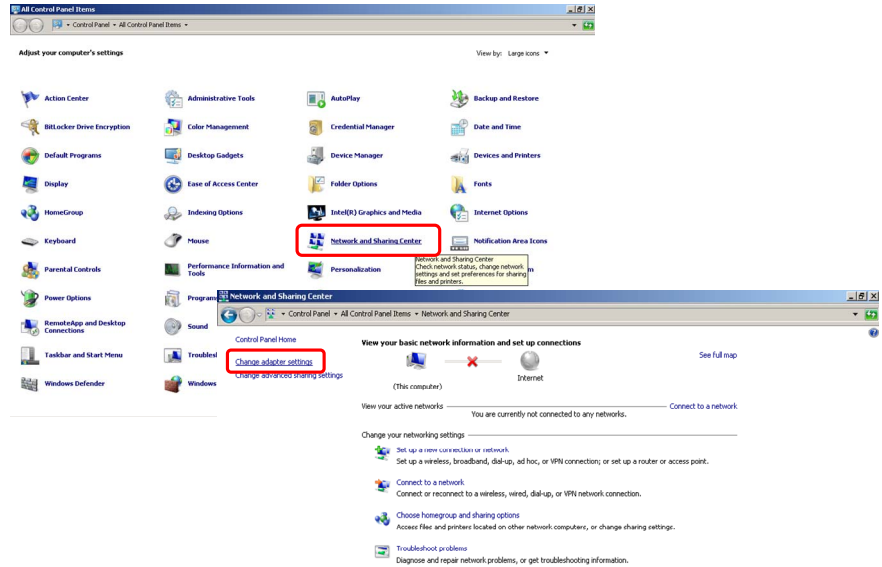 All Control Panel Items
Control Panel All Control Panel Items
Adjust your computer's settings
View by: Large icons
Action Center
Administrative Tools
AutoPlay
Backup and Restore
BitLocker Drive Encryption
Color Management
Credential Manager
Date and Time
Default Programs
Desktop Gadgets
Device Manager
Devices and Printers
Display
Ease of Access Center
Folder Options
Fonts
HomeGroup
Indexing Options
Intel(R) Graphics and Media
Internet Options
Keyboard
Mouse
Network and Sharing Center
Notification Area Icons
Parental Controls
Performance Information and
Tools
Personalization
Network and Sharing Center
Check network status, change network
settings and set preferences for sharing
files and printers.
m
Power Options
Program
RemoteApp and Desktop
Connections
Sound
Taskbar and Start Menu
Troublesl
Windows Defender
Windows
Network and Sharing Center
Control Panel All Control Panel Items Network and Sharing Center
Control Panel Home
Change adapter settings
Change advanced sharing settings
View your basic network information and set up connections
See full map
(This computer)
Internet
View your active networks
Connect to a network
You are currently not connected to any networks.
Change your networking settings
Set up a new connection or network
Set up a wireless, broadband, dial-up, ad hoc, or VPN connection; or set up a router or access point.
Connect to a network
Connect or reconnect to a wireless, wired, dial-up, or VPN network connection.
Choose homegroup and sharing options
Access files and printers located on other network computers, or change sharing settings.
Troubleshoot problems
Diagnose and repair network problems, or get troubleshooting information.